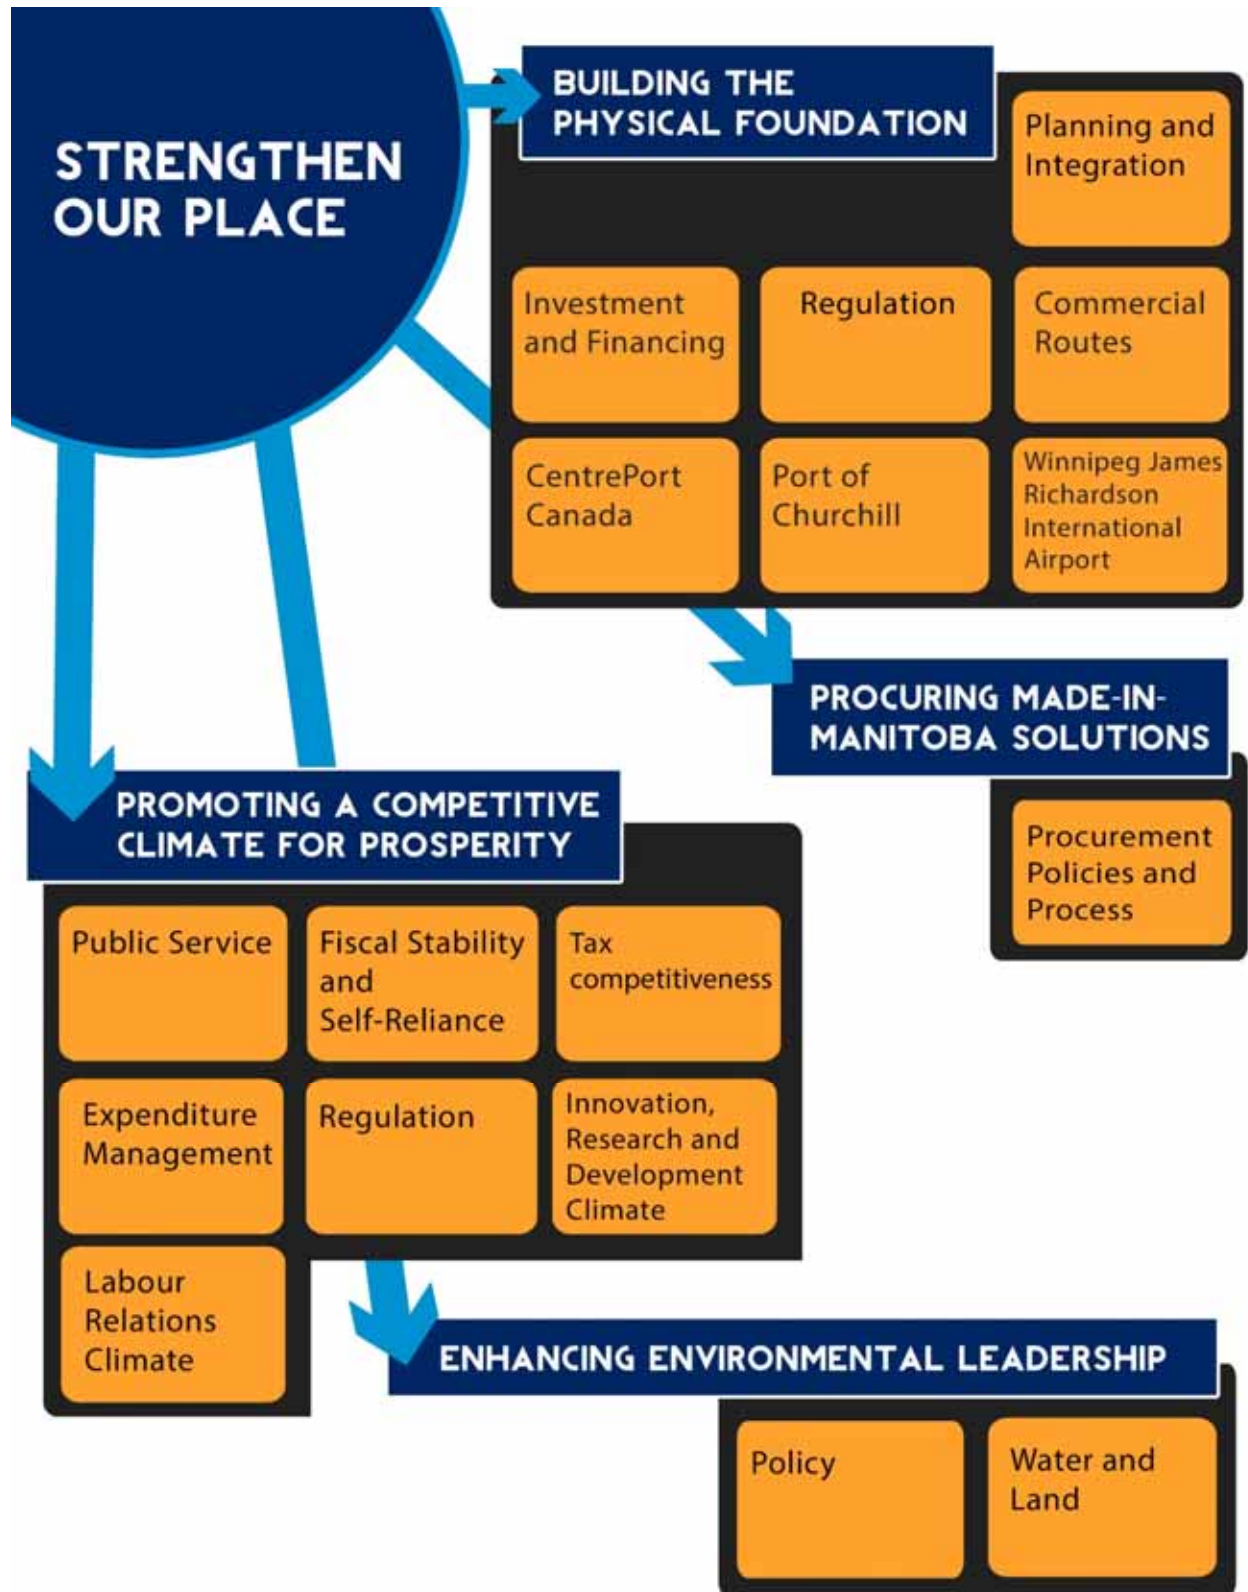 STRENGTHEN
OUR PLACE
BUILDING THE
PHYSICAL FOUNDATION
Planning and
Integration
Investment
and Financing
Regulation
Commercial
Routes
CentrePort
Canada
Port of
Churchill
Winnipeg James
Richardson
International
Airport
PROCURING MADE-IN-
MANITOBA SOLUTIONS
Procurement
Policies and
Process
PROMOTING A COMPETITIVE
CLIMATE FOR PROSPERITY
Public Service
Fiscal Stability
and
Self-Reliance
Tax
competitiveness
Expenditure
Management
Regulation
Innovation,
Research and
Development
Climate
Labour
Relations
Climate
ENHANCING ENVIRONMENTAL LEADERSHIP
Policy
Water and
Land